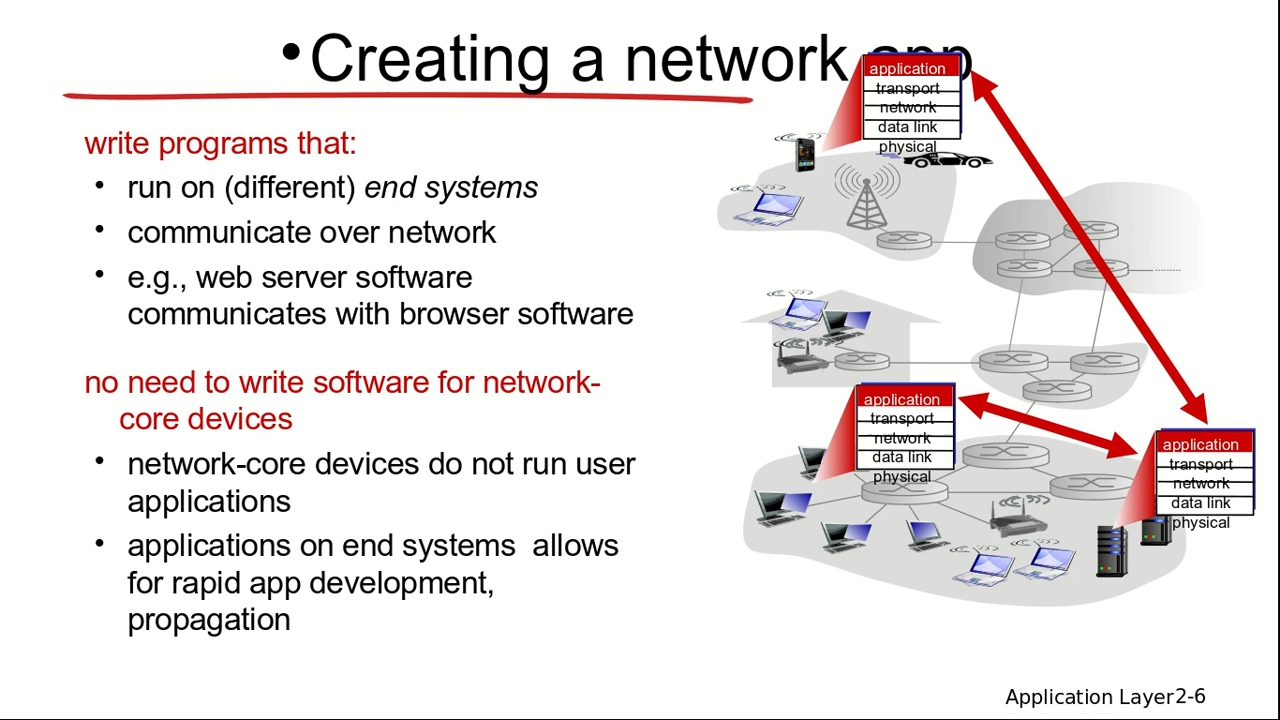 •Creating a network app
write programs that:
• run on (different) end systems
• communicate over network
• e.g., web server software
communicates with browser software
no need to write software for network-
core devices
• network-core devices do not run user
applications
• applications on end systems  allows
for rapid app development,
propagation
application
transport
network
data link
physical
application
transport
network
data link
physical
application
transport
network
data link
physical
Application Layer 2-6